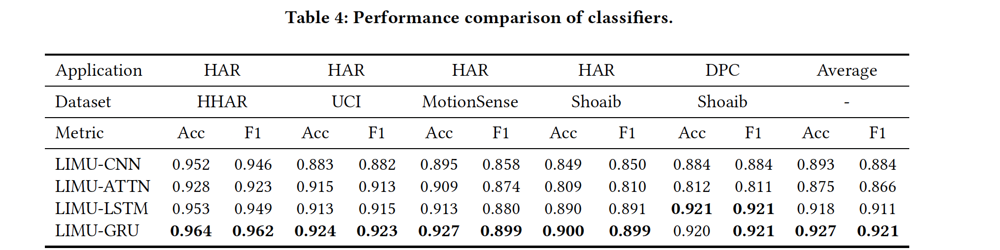 Table 4: Performance comparison of classifiers.
Application HAR HAR HAR HAR DPC Average
Dataset HHAR UCI MotionSense Shoaib Shoaib -
Metric Acc F1 Acc F1 Acc F1 Acc F1 Acc F1 Acc F1
LIMU-CNN 0.952 0.946 0.883 0.882 0.895 0.858 0.849 0.850 0.884 0.884 0.893 0.884
LIMU-ATTN 0.928 0.923 0.915 0.913 0.909 0.874 0.809 0.810 0.812 0.811 0.875 0.866
LIMU-LSTM 0.953 0.949 0.913 0.915 0.913 0.880 0.890 0.891 0.921 0.921 0.918 0.911
LIMU-GRU 0.964 0.962 0.924 0.923 0.927 0.899 0.900 0.899 0.920 0.921 0.927 0.921